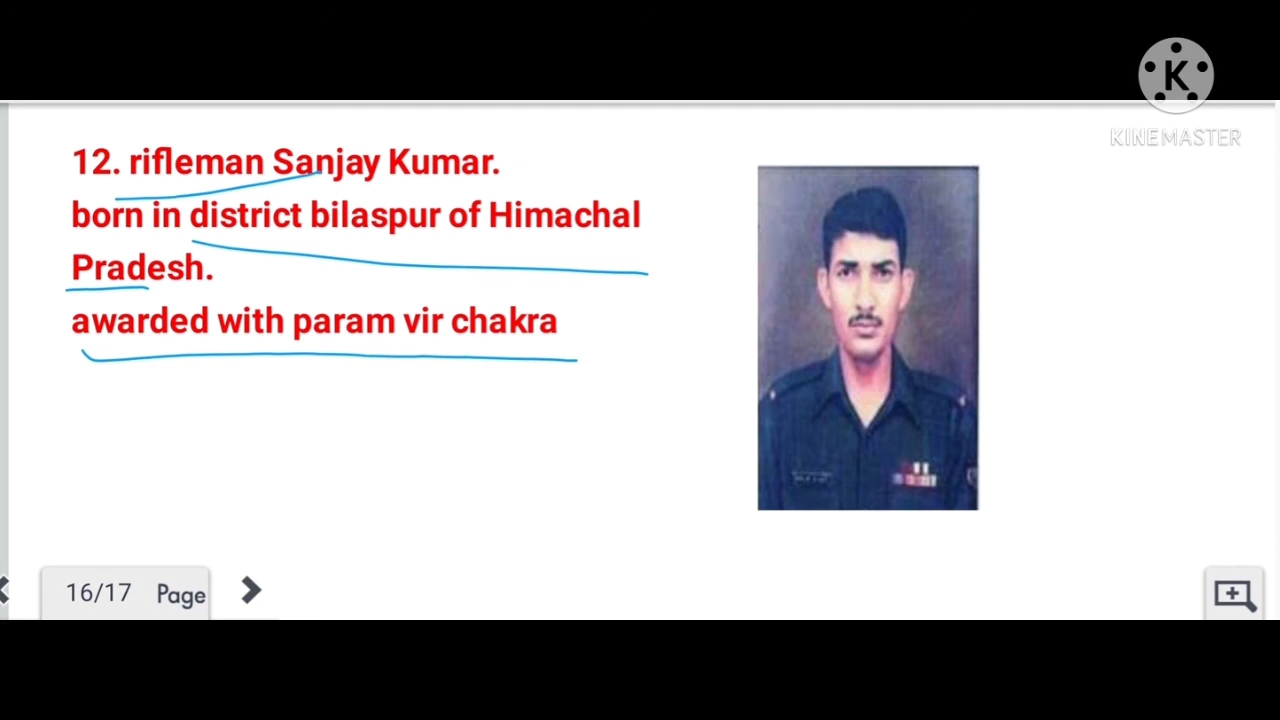 K
KINEMASTER
12. rifleman Sanjay Kumar.
born in district bilaspur of Himachal
Pradesh.
awarded with param vir chakra
16/17 Page